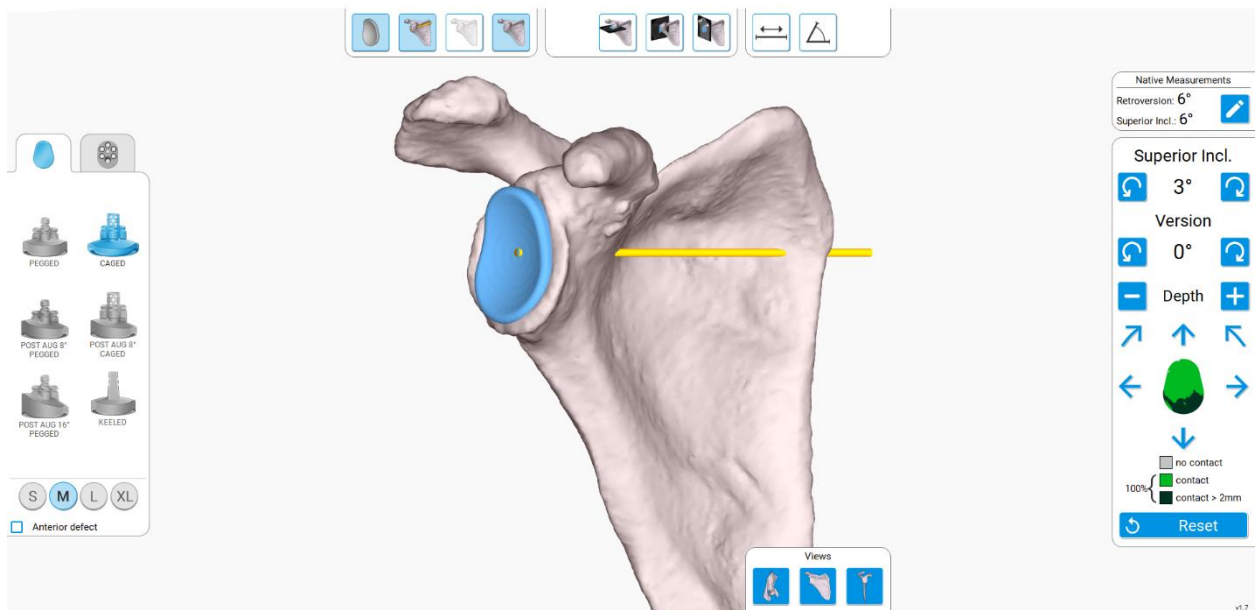 PEGGED
CAGED
POST AUG 8°
PEGGED
POST AUG 8°
CAGED
POST AUG 16°
PEGGED
KEELED
S M L XL
Anterior defect
Views
Native Measurements
Retroversion: 6°
Superior Incl.: 6°
Superior Incl.
3°
Version
0°
Depth
no contact
100%
contact
contact > 2mm
Reset
v1.7